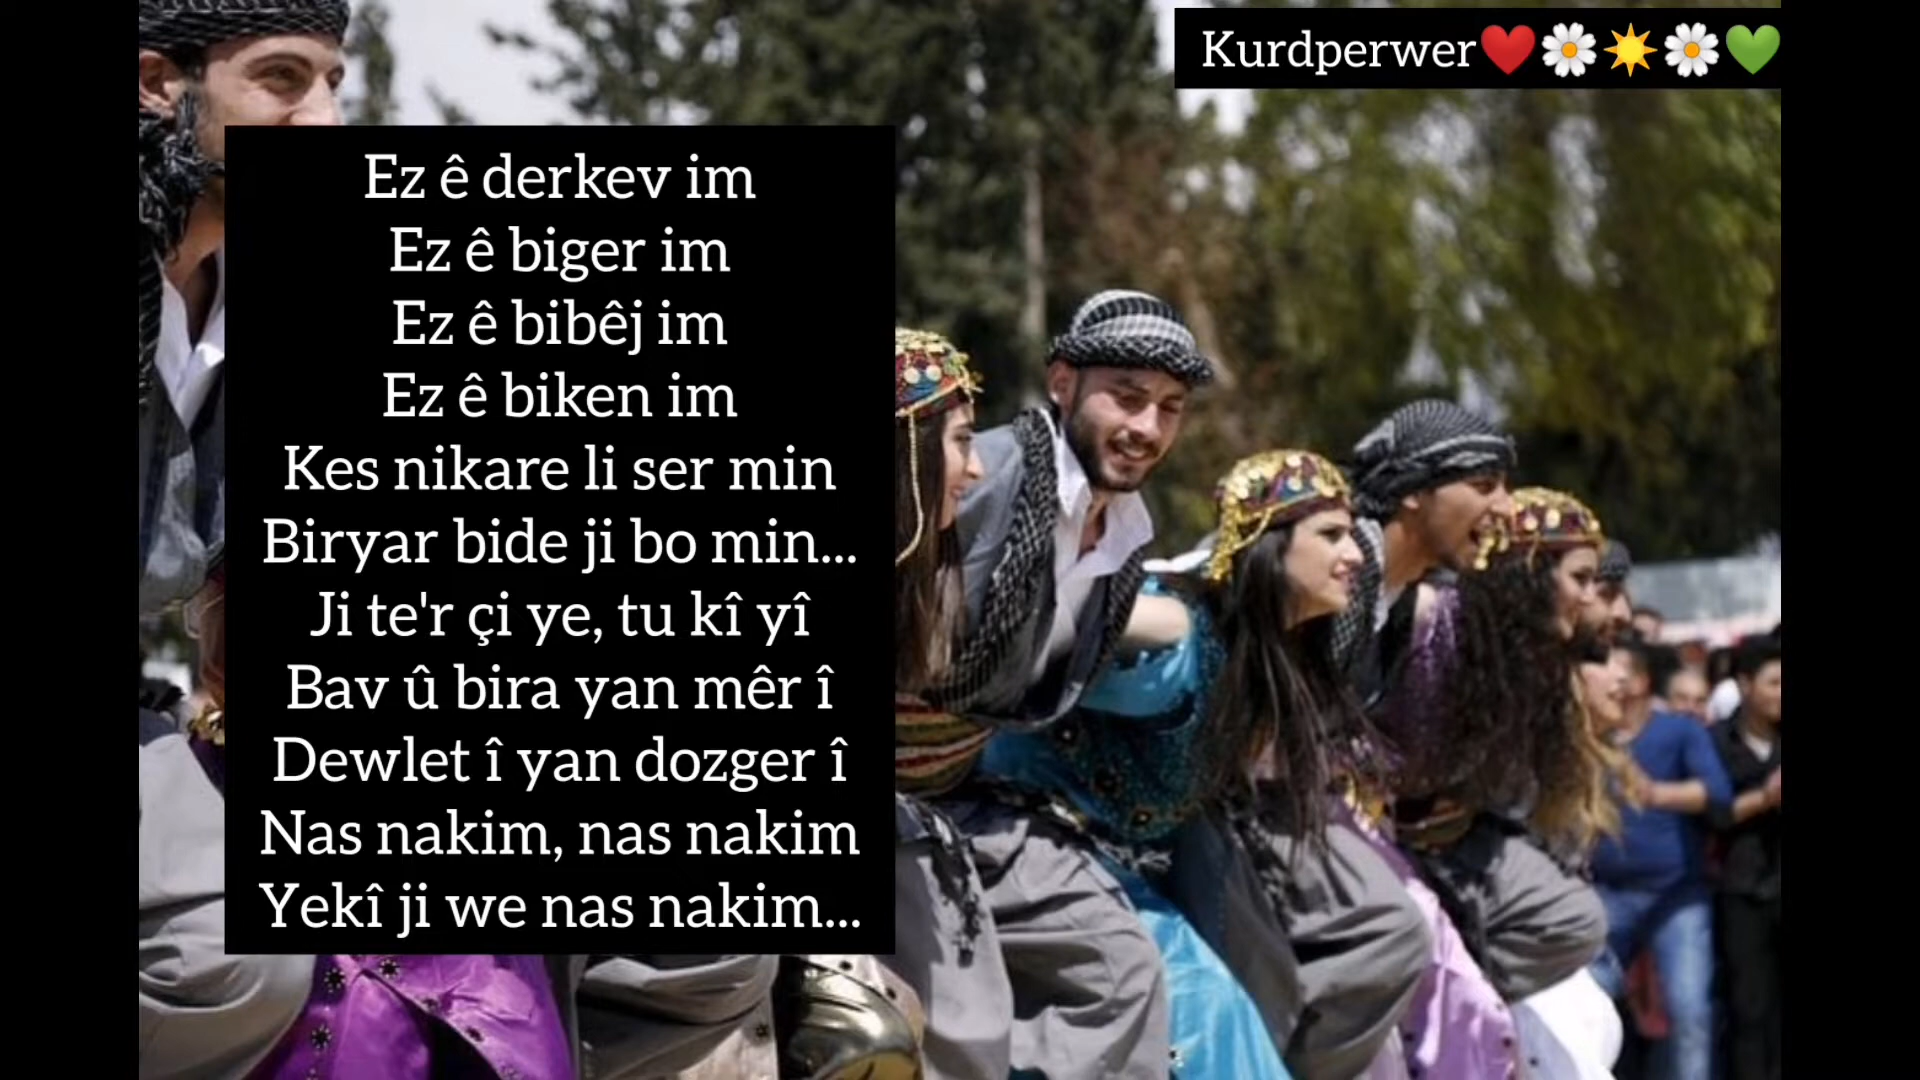 Kurdperwer❤️🌼☀️🌼💚
Ez ê derkev im
Ez ê biger im
Ez ê bibêj im
Ez ê biken im
Kes nikare li ser min
Biryar bide ji bo min...
Ji te'r çi ye, tu kî yî
Bav û bira yan mêr î
Dewlet î yan dozger î
Nas nakim, nas nakim
Yekî ji we nas nakim...